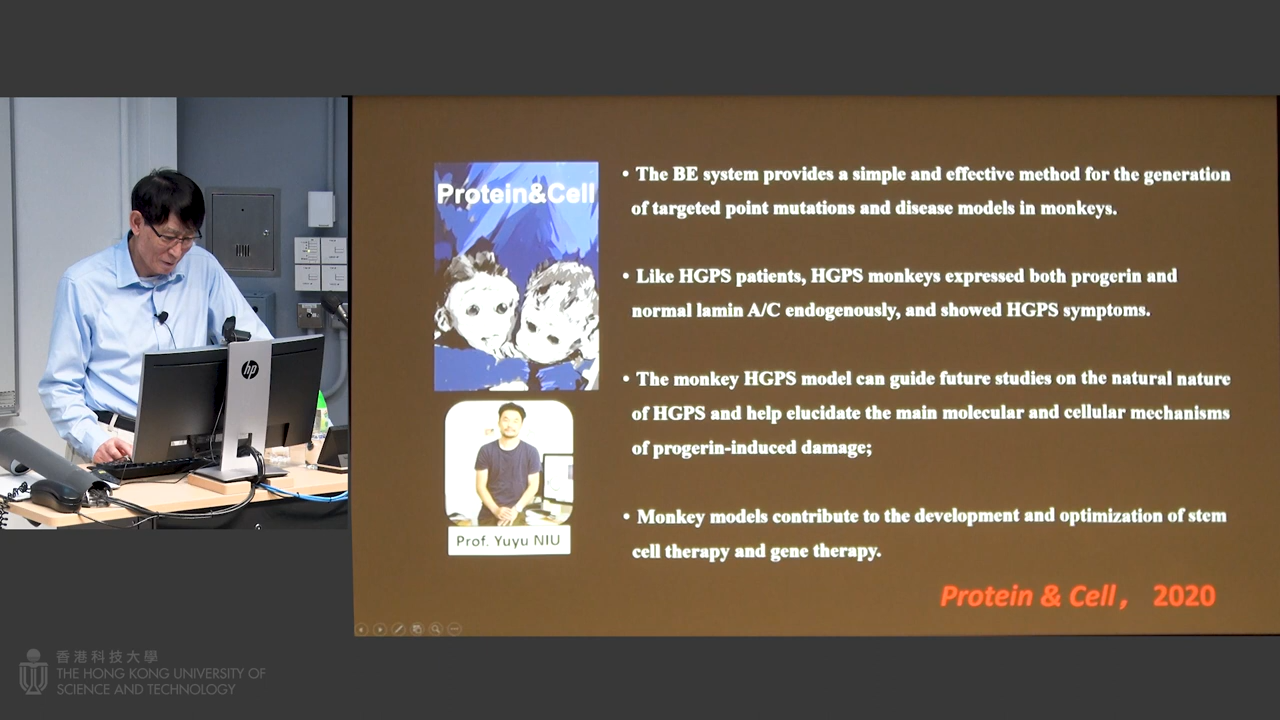 Protein&Cell
• The BE system provides a simple and effective method for the generation
of targeted point mutations and disease models in monkeys.
• Like HGPS patients, HGPS monkeys expressed both progerin and
normal lamin A/C endogenously, and showed HGPS symptoms.
• The monkey HGPS model can guide future studies on the natural nature
of HGPS and help elucidate the main molecular and cellular mechanisms
of progerin-induced damage;
• Monkey models contribute to the development and optimization of stem
cell therapy and gene therapy.
Prof. Yuyu NIU
Protein & Cell， 2020
hp
香港科技大學
THE HONG KONG UNIVERSITY OF
SCIENCE AND TECHNOLOGY